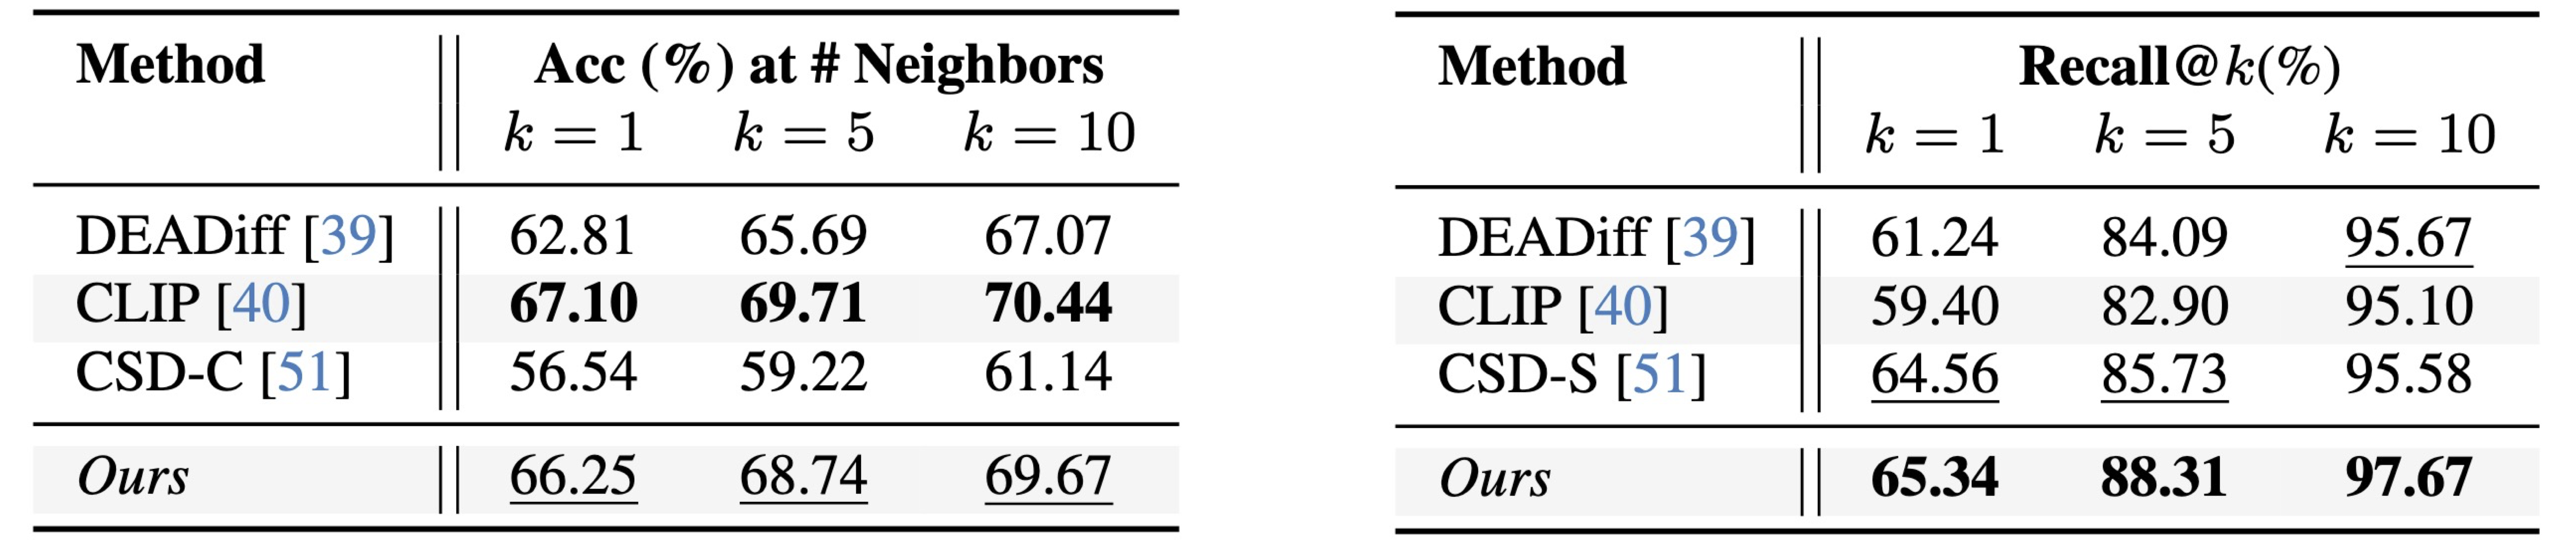 Method Acc (%) at # Neighbors
k = 1 k = 5 k = 10
DEADiff [39] 62.81 65.69 67.07
CLIP [40] 67.10 69.71 70.44
CSD-C [51] 56.54 59.22 61.14
Ours 66.25 68.74 69.67
Method Recall@k(%)
k = 1 k = 5 k = 10
DEADiff [39] 61.24 84.09 95.67
CLIP [40] 59.40 82.90 95.10
CSD-S [51] 64.56 85.73 95.58
Ours 65.34 88.31 97.67